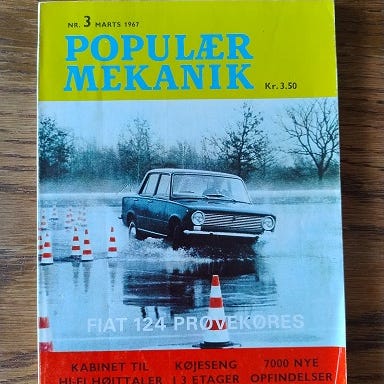 NR. 3 MARTS 1967
POPULÆR
MEKANIK
Kr. 3.50
FIAT 124 PRØVEKØRES
KABINET TIL
HI-FI HØJTTALER
KØJESENG
I 3 ETAGER
7000 NYE
OPFINDELSER